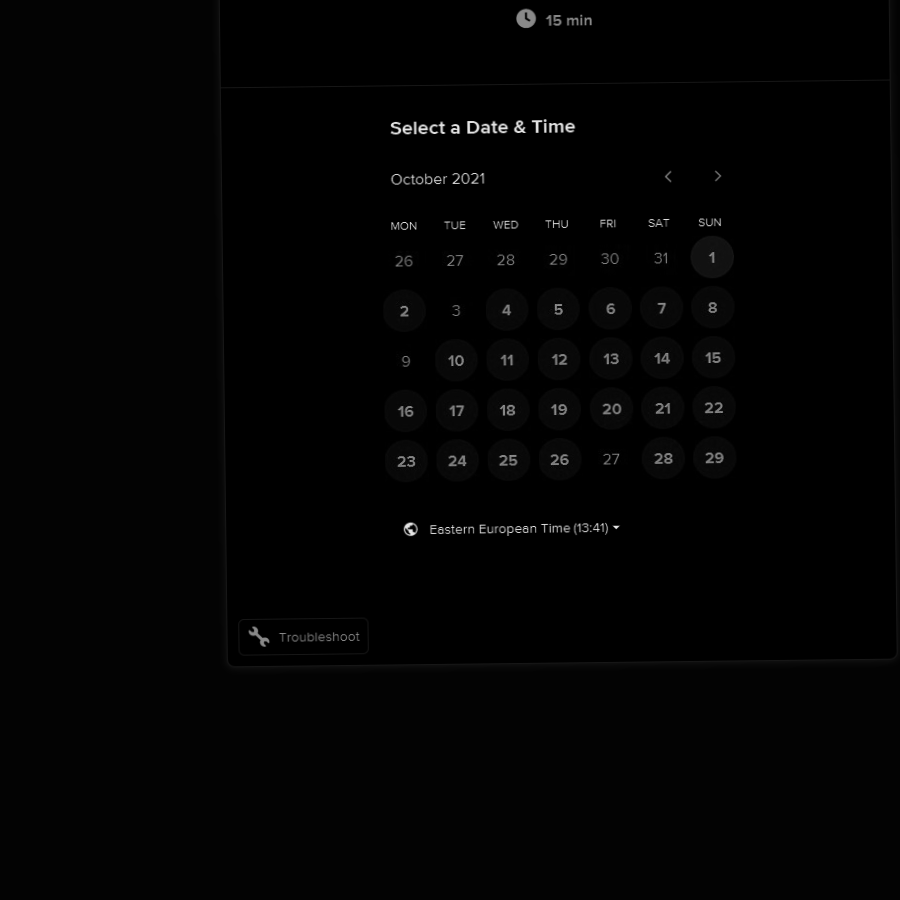 15 min
Select a Date & Time
October 2021
MON TUE WED THU FRI SAT SUN
26 27 28 29 30 31 1
2 3 4 5 6 7 8
9 10 11 12 13 14 15
16 17 18 19 20 21 22
23 24 25 26 27 28 29
Eastern European Time (13:41)
Troubleshoot